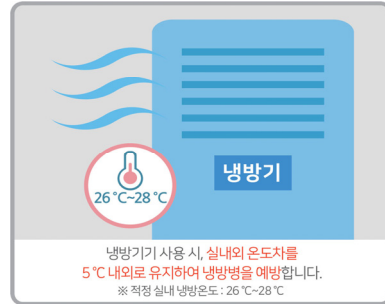 냉방기
26 ℃~28 ℃
냉방기기 사용 시, 실내외 온도차를
5 ℃ 내외로 유지하여 냉방병을 예방합니다.
※ 적정 실내 냉방온도 : 26 ℃~28 ℃